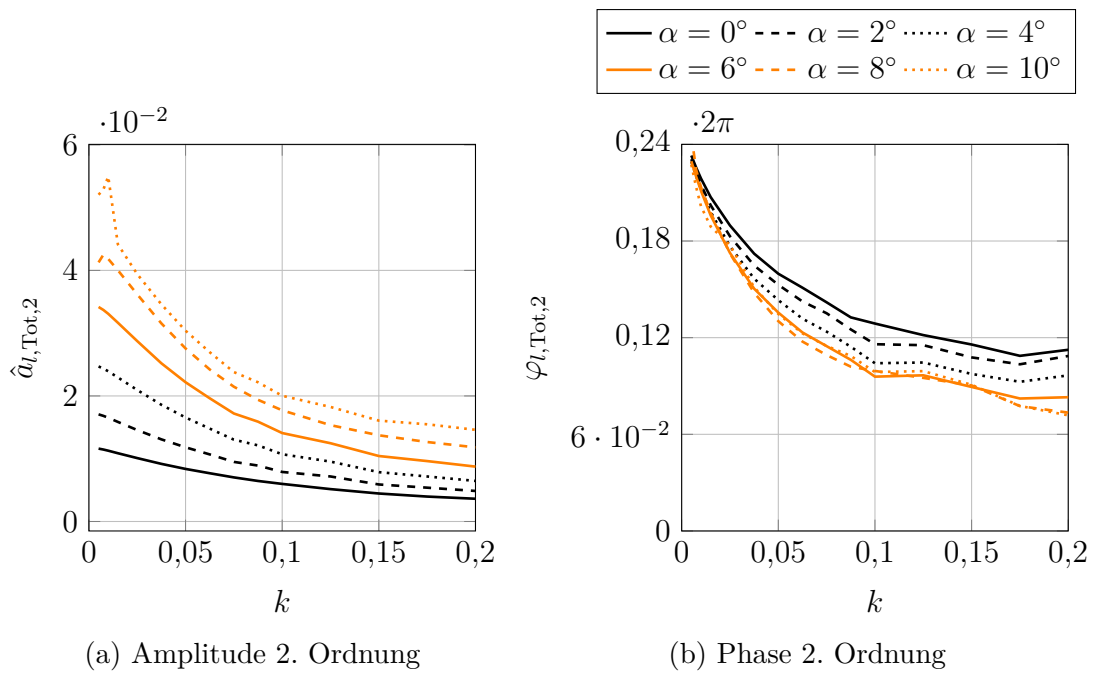 α = 0° α = 2° α = 4°
α = 6° α = 8° α = 10°
·10⁻²
6
4
2
0
0 0,05 0,1 0,15 0,2
â_{l,Tot,2}
k
(a) Amplitude 2. Ordnung
·2π
0,24
0,18
0,12
6 · 10⁻²
0
0 0,05 0,1 0,15 0,2
φ_{l,Tot,2}
k
(b) Phase 2. Ordnung